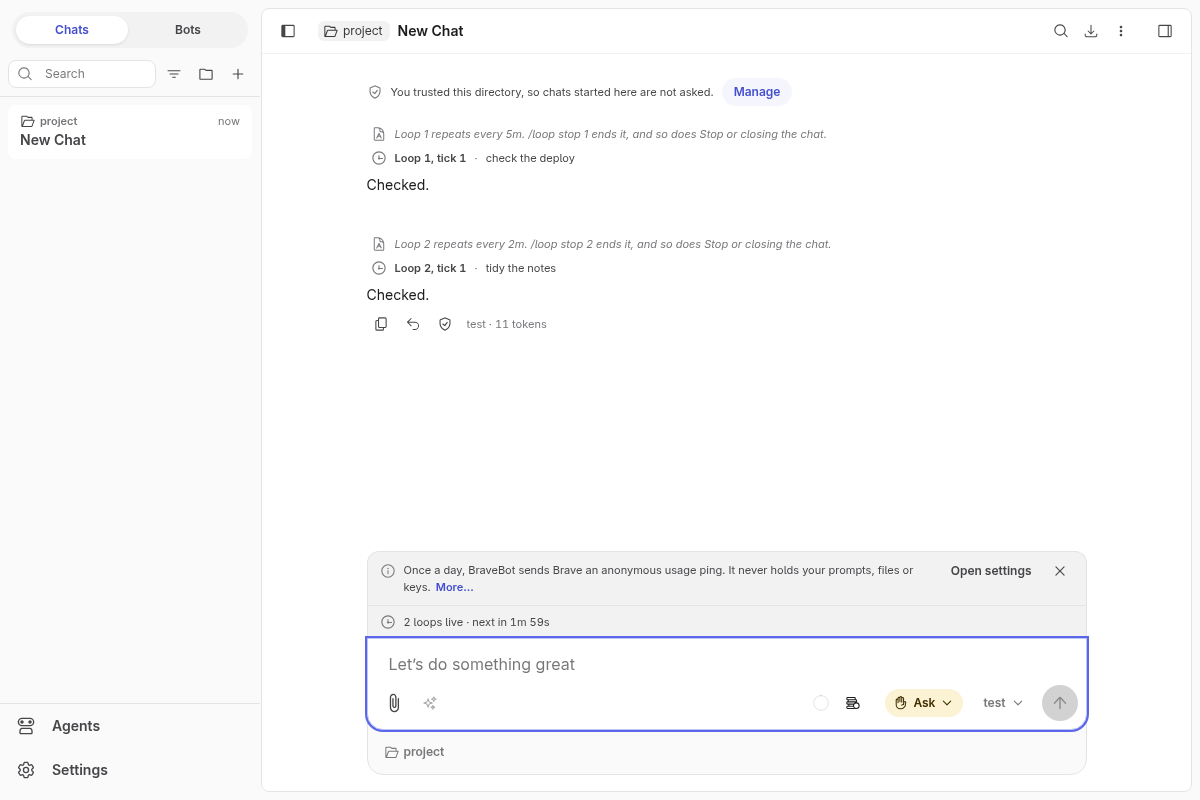 Chats
Bots
Search
project
now
New Chat
Agents
Settings
project
New Chat
You trusted this directory, so chats started here are not asked.
Manage
Loop 1 repeats every 5m. /loop stop 1 ends it, and so does Stop or closing the chat.
Loop 1, tick 1 · check the deploy
Checked.
Loop 2 repeats every 2m. /loop stop 2 ends it, and so does Stop or closing the chat.
Loop 2, tick 1 · tidy the notes
Checked.
test · 11 tokens
Once a day, BraveBot sends Brave an anonymous usage ping. It never holds your prompts, files or
keys. More...
Open settings
2 loops live · next in 1m 59s
Let's do something great
Ask
test
project